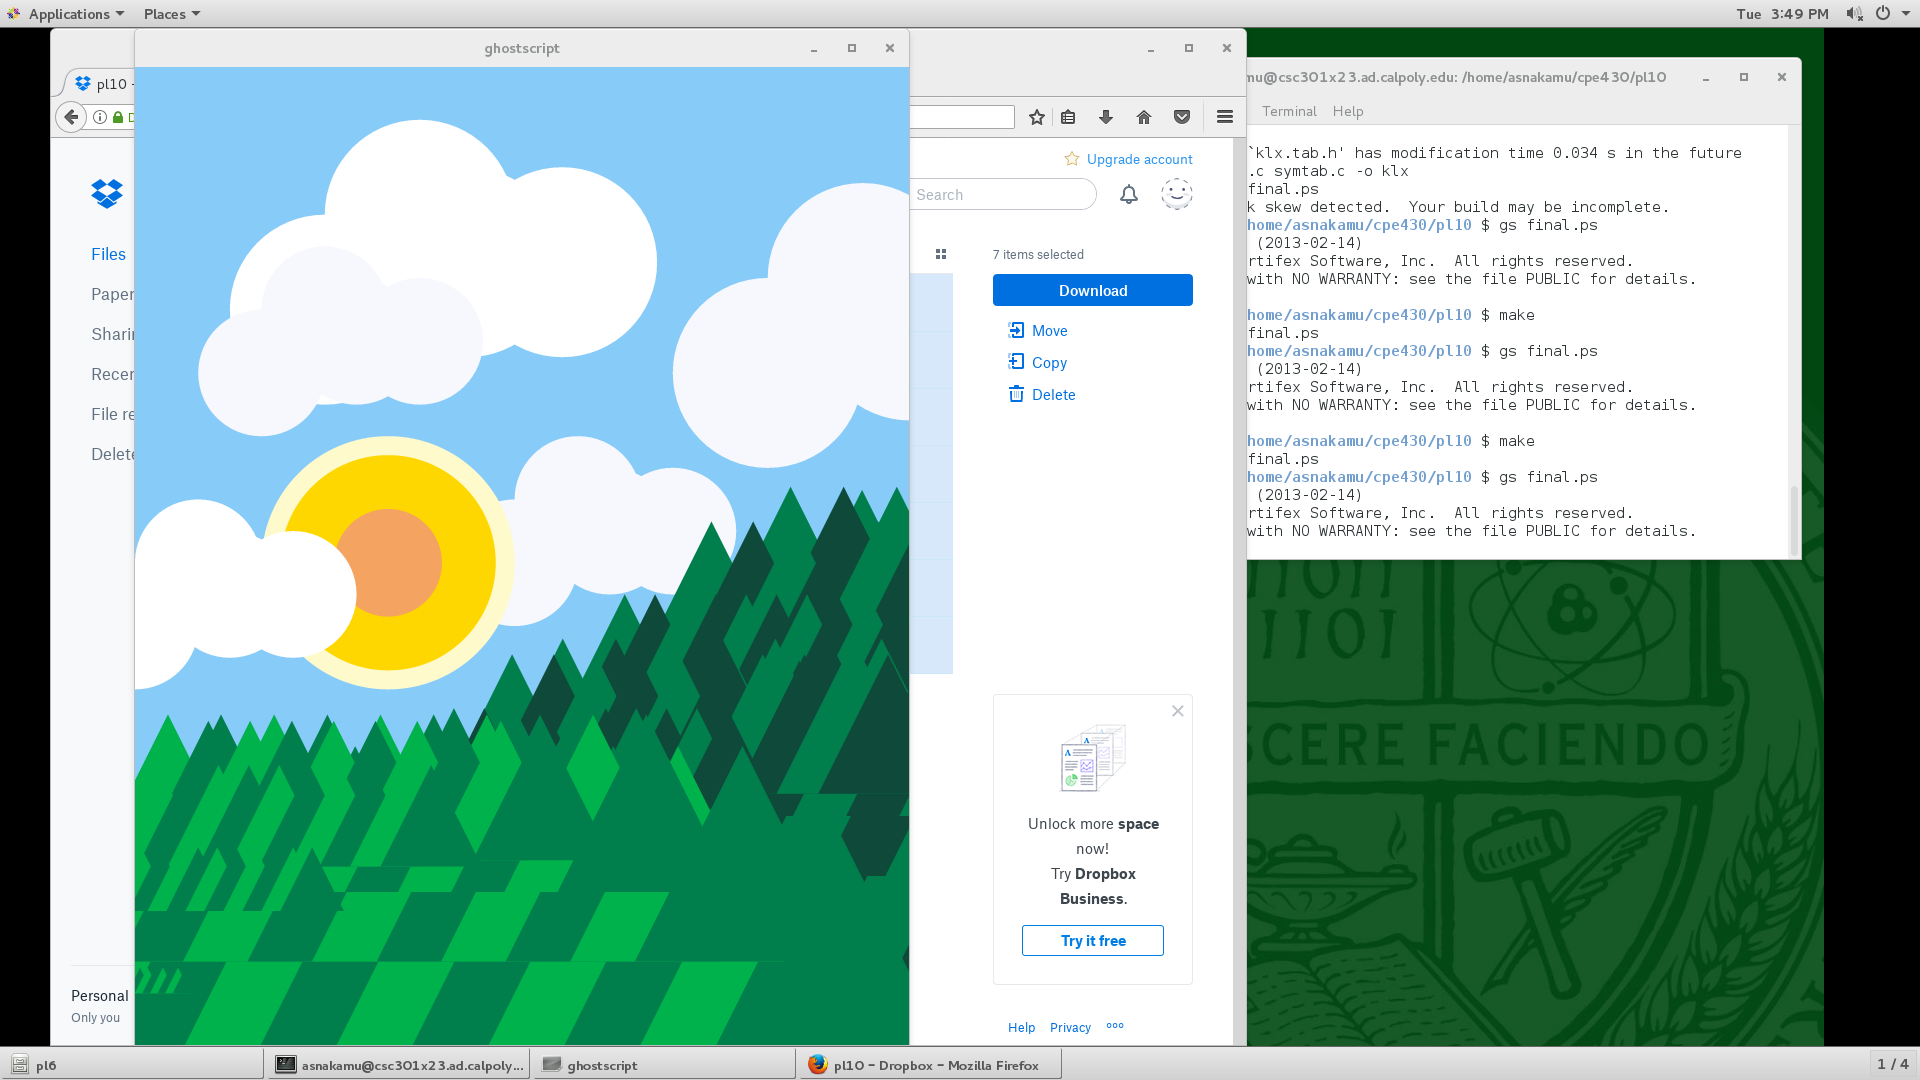 Applications
Places
Tue 3:49 PM
ghostscript
pl10 -
Upgrade account
Search
Files
Paper
Sharin
Recen
File re
Delete
7 items selected
Download
Move
Copy
Delete
Unlock more space
now!
Try Dropbox
Business.
Try it free
Personal
Only you
Help
Privacy
mu@csc301x23.ad.calpoly.edu: /home/asnakamu/cpe430/pl10
Terminal
Help
`klx.tab.h' has modification time 0.034 s in the future
.c symtab.c -o klx
final.ps
k skew detected.  Your build may be incomplete.
home/asnakamu/cpe430/pl10 $ gs final.ps
(2013-02-14)
rtifex Software, Inc.  All rights reserved.
with NO WARRANTY: see the file PUBLIC for details.
home/asnakamu/cpe430/pl10 $ make
final.ps
home/asnakamu/cpe430/pl10 $ gs final.ps
(2013-02-14)
rtifex Software, Inc.  All rights reserved.
with NO WARRANTY: see the file PUBLIC for details.
home/asnakamu/cpe430/pl10 $ make
final.ps
home/asnakamu/cpe430/pl10 $ gs final.ps
(2013-02-14)
rtifex Software, Inc.  All rights reserved.
with NO WARRANTY: see the file PUBLIC for details.
SCERE FACIENDO
pl6
asnakamu@csc301x23.ad.calpoly...
ghostscript
pl10 – Dropbox – Mozilla Firefox
1 / 4